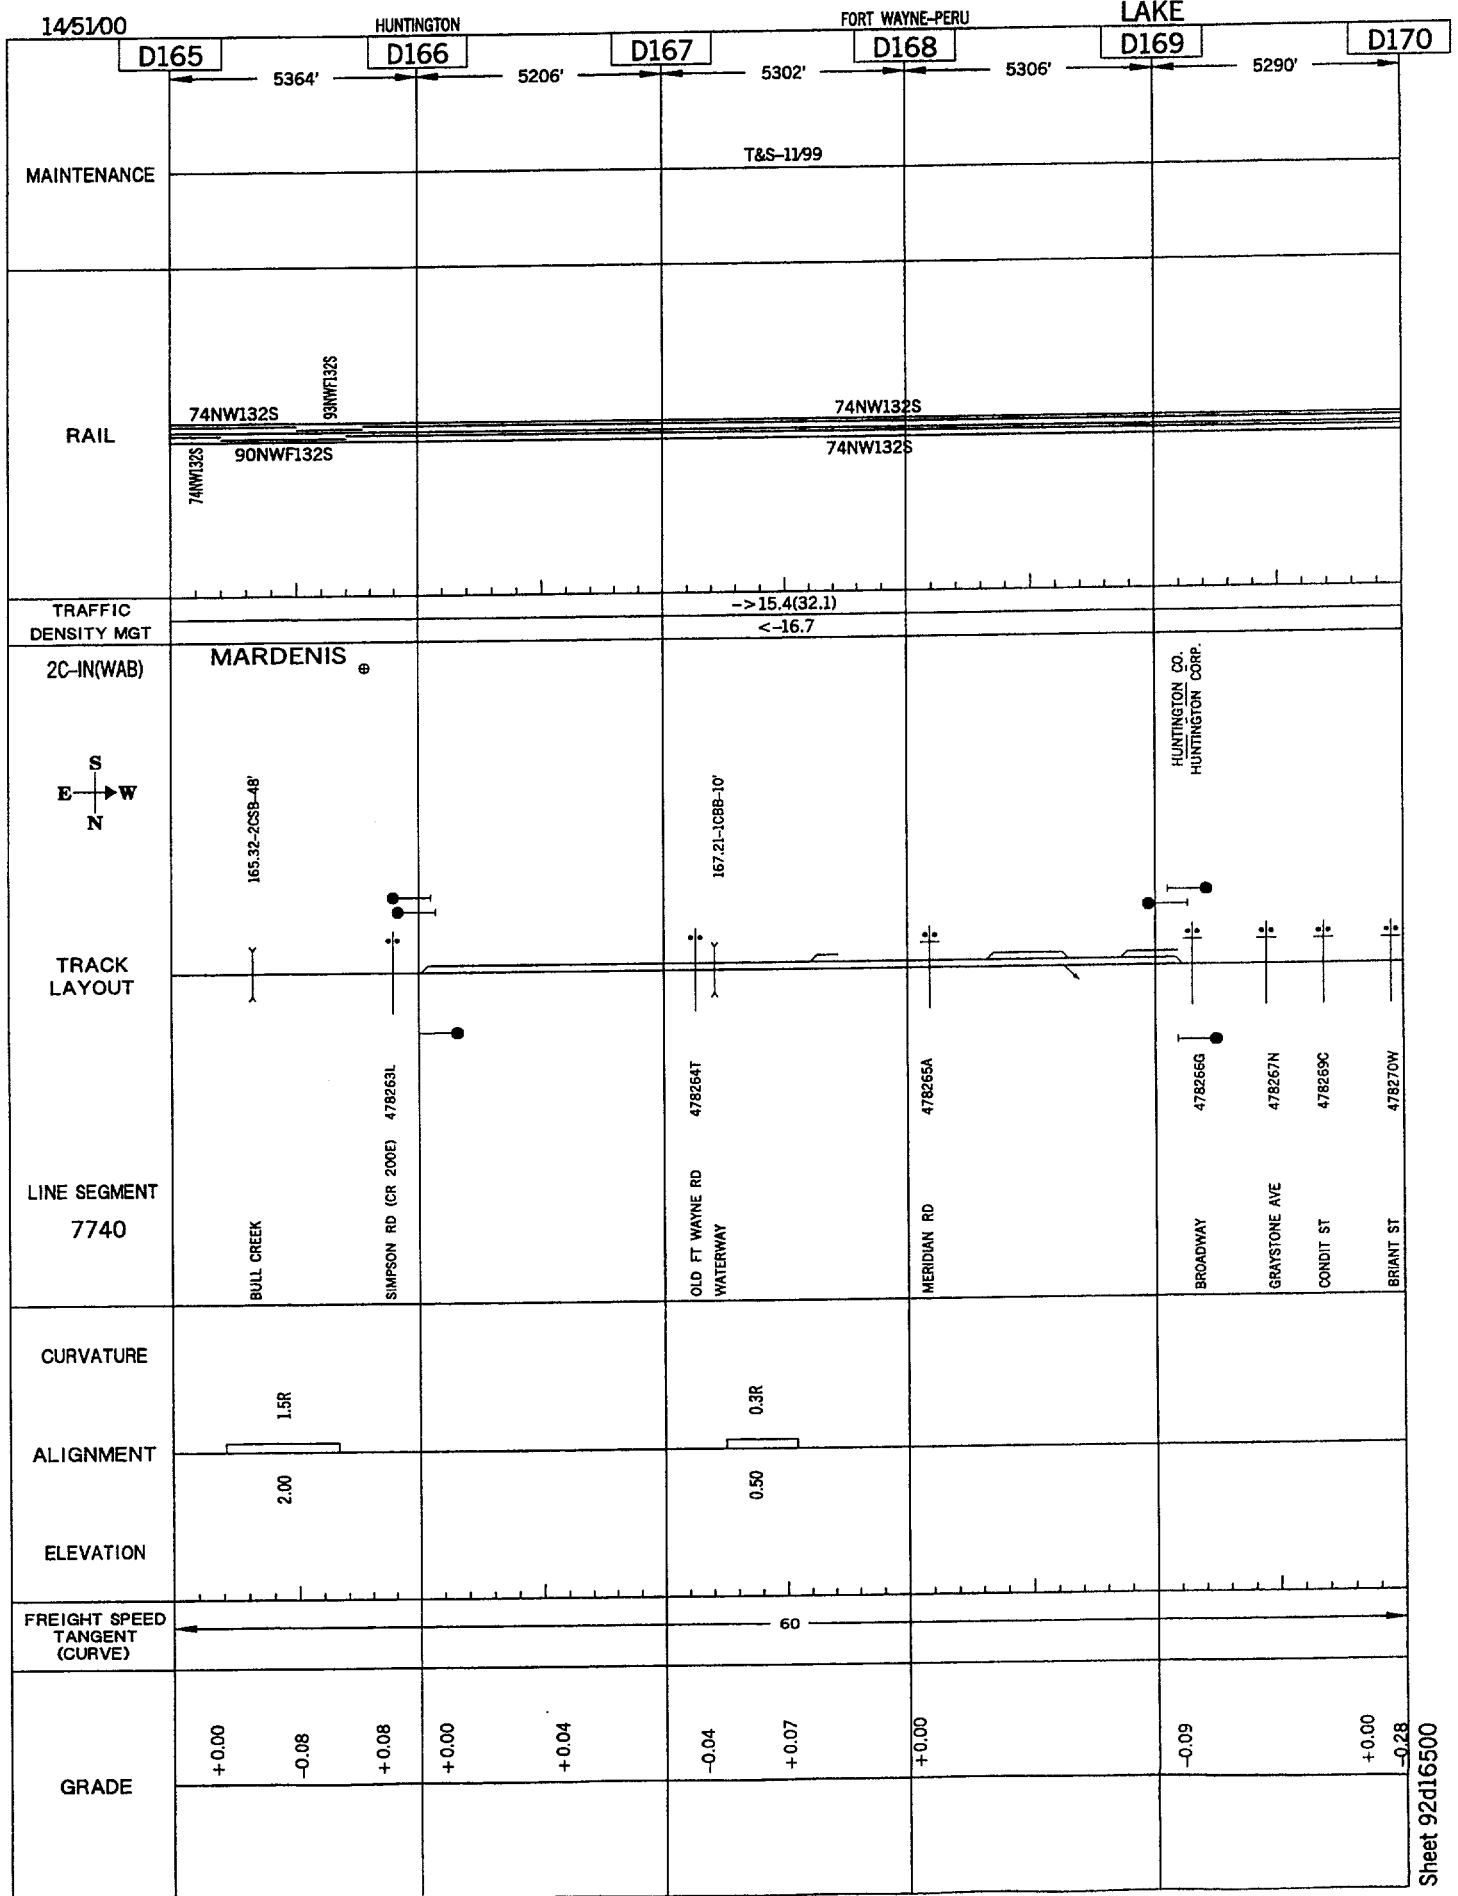 14/51/00 HUNTINGTON FORT WAYNE-PERU LAKE
D165 D166 D167 D168 D169 D170
5364' 5206' 5302' 5306' 5290'
MAINTENANCE
T&S-11/99
RAIL
74NW132S
93NWF132S
74NW132S
74NW132S
90NWF132S
74NW132S
TRAFFIC
DENSITY MGT
->15.4(32.1)
<-16.7
2C-IN(WAB)
MARDENIS
HUNTINGTON CO.
HUNTINGTON CORP.
S
E W
N
165.32-2CSB-48'
167.21-1CBB-10'
TRACK
LAYOUT
478263L
478264T
478265A
478266G
478267N
478269C
478270W
LINE SEGMENT
7740
BULL CREEK
SIMPSON RD (CR 200E)
OLD FT WAYNE RD
WATERWAY
MERIDIAN RD
BROADWAY
GRAYSTONE AVE
CONDIT ST
BRIANT ST
CURVATURE
1.5R
0.3R
ALIGNMENT
2.00
0.50
ELEVATION
FREIGHT SPEED
TANGENT
(CURVE)
60
GRADE
+0.00
-0.08
+0.08
+0.00
+0.04
-0.04
+0.07
+0.00
-0.09
+0.00
-0.28
Sheet 92d16500